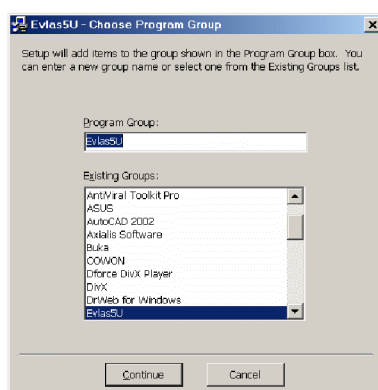 Evlas5U - Choose Program Group
Setup will add items to the group shown in the Program Group box. You
can enter a new group name or select one from the Existing Groups list.
Program Group:
Evlas5U
Existing Groups:
AntiViral Toolkit Pro
ASUS
AutoCAD 2002
Axialis Software
Buka
COWON
Dforce DivX Player
DivX
DrWeb for Windows
Evlas5U
Continue
Cancel